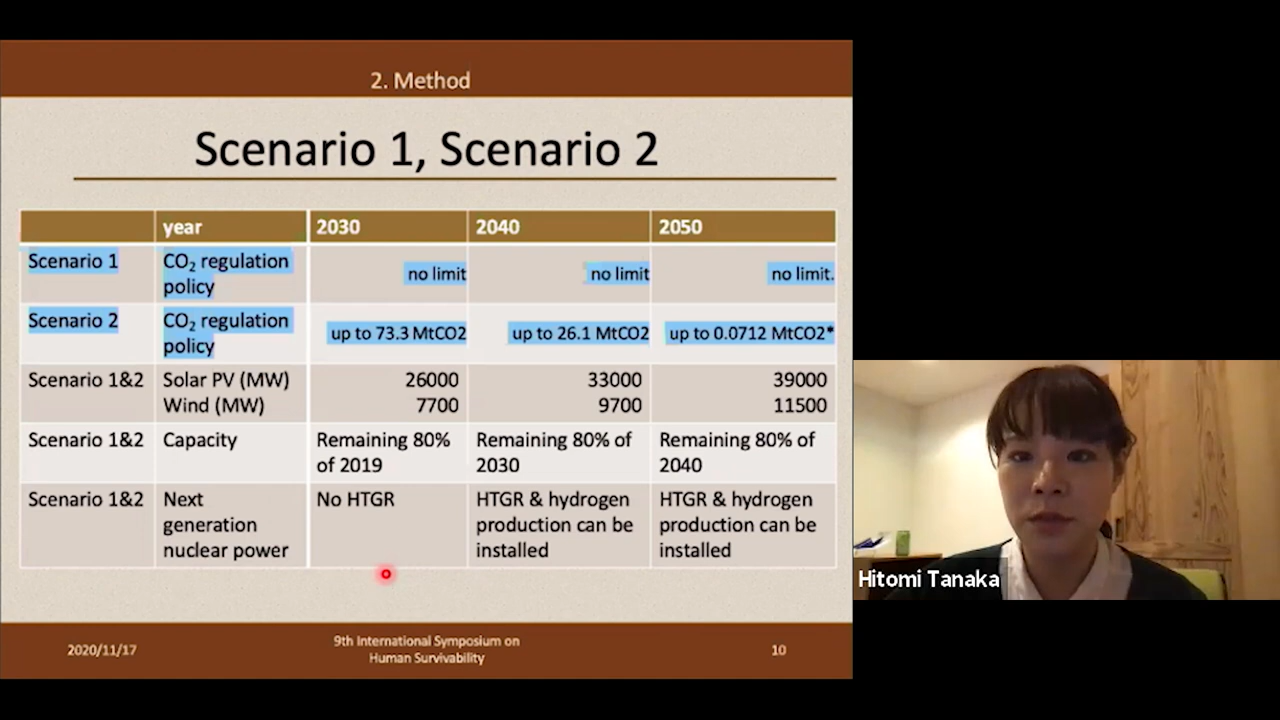 2. Method
Scenario 1, Scenario 2
year 2030 2040 2050
Scenario 1 CO₂ regulation policy no limit no limit no limit.
Scenario 2 CO₂ regulation policy up to 73.3 MtCO2 up to 26.1 MtCO2 up to 0.0712 MtCO2*
Scenario 1&2 Solar PV (MW) 26000 33000 39000
Wind (MW) 7700 9700 11500
Scenario 1&2 Capacity Remaining 80% of 2019 Remaining 80% of 2030 Remaining 80% of 2040
Scenario 1&2 Next generation nuclear power No HTGR HTGR & hydrogen production can be installed HTGR & hydrogen production can be installed
2020/11/17
9th International Symposium on
Human Survivability
10
Hitomi Tanaka